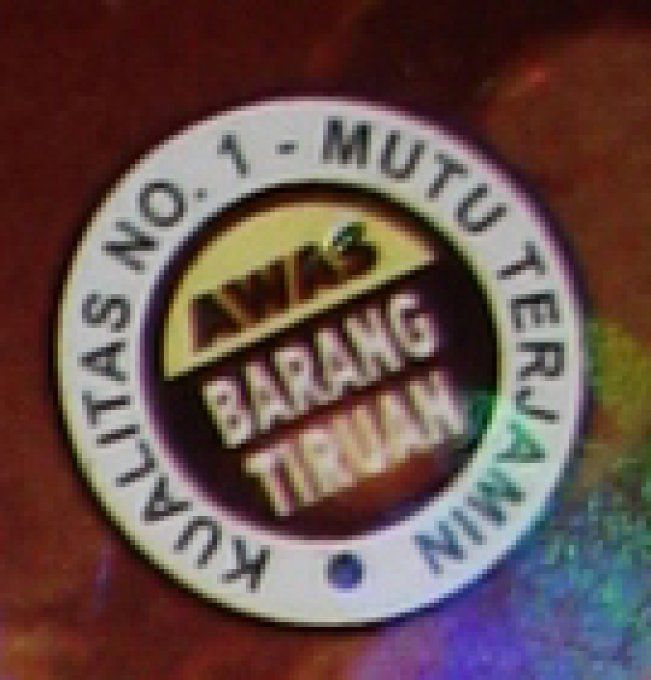 KUALITAS NO. 1 - MUTU TERJAMIN
AWAS
BARANG
TIRUAN